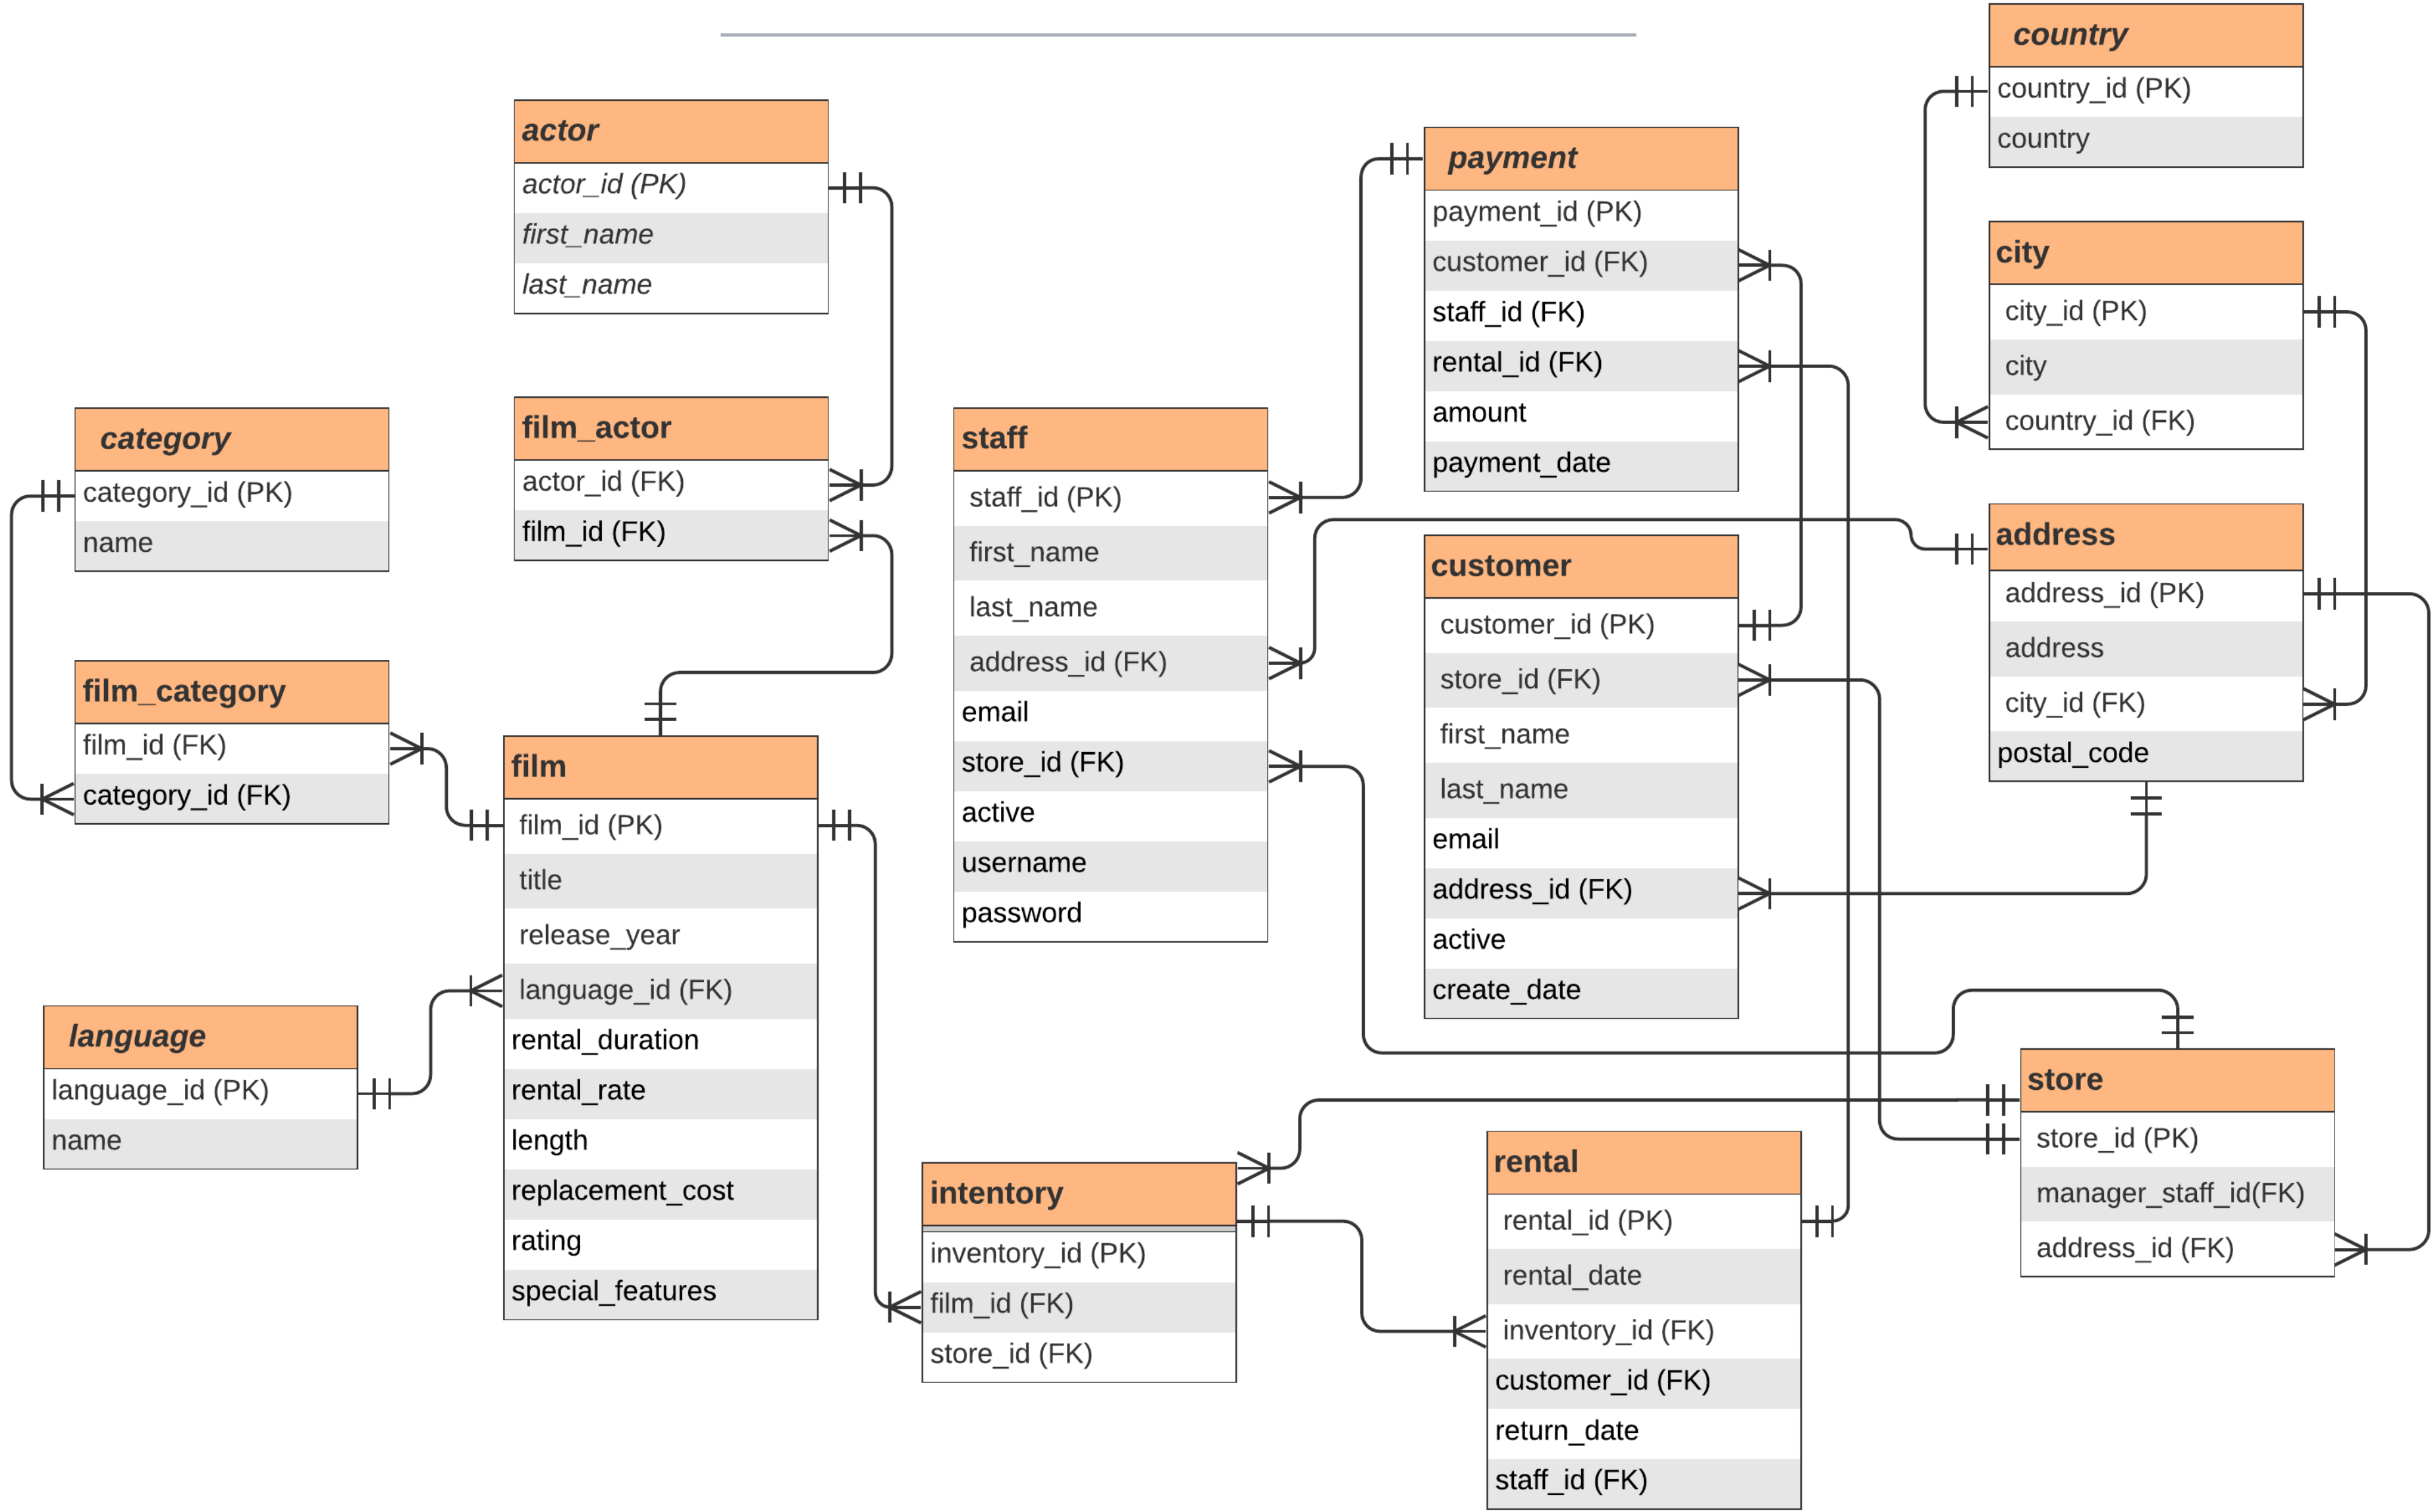 actor
actor_id (PK)
first_name
last_name
film_actor
actor_id (FK)
film_id (FK)
category
category_id (PK)
name
film_category
film_id (FK)
category_id (FK)
language
language_id (PK)
name
film
film_id (PK)
title
release_year
language_id (FK)
rental_duration
rental_rate
length
replacement_cost
rating
special_features
staff
staff_id (PK)
first_name
last_name
address_id (FK)
email
store_id (FK)
active
username
password
intentory
inventory_id (PK)
film_id (FK)
store_id (FK)
payment
payment_id (PK)
customer_id (FK)
staff_id (FK)
rental_id (FK)
amount
payment_date
customer
customer_id (PK)
store_id (FK)
first_name
last_name
email
address_id (FK)
active
create_date
rental
rental_id (PK)
rental_date
inventory_id (FK)
customer_id (FK)
return_date
staff_id (FK)
country
country_id (PK)
country
city
city_id (PK)
city
country_id (FK)
address
address_id (PK)
address
city_id (FK)
postal_code
store
store_id (PK)
manager_staff_id(FK)
address_id (FK)